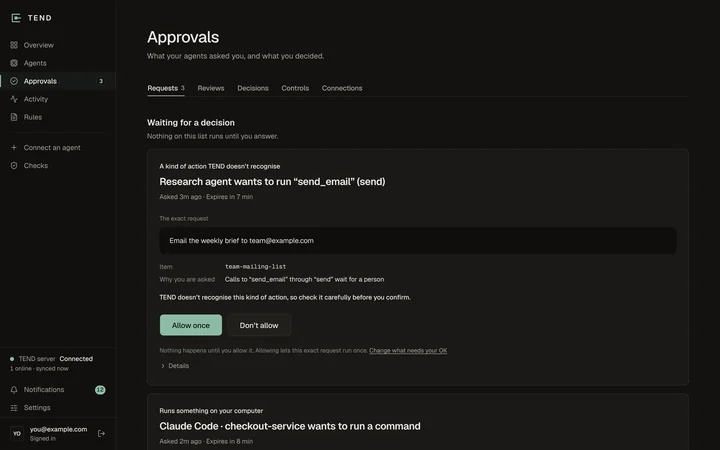 TEND
Overview
Agents
Approvals 3
Activity
Rules
Connect an agent
Checks
TEND server Connected
1 online · synced now
Notifications 12
Settings
YO
you@example.com
Signed in
Approvals
What your agents asked you, and what you decided.
Requests 3 Reviews Decisions Controls Connections
Waiting for a decision
Nothing on this list runs until you answer.
A kind of action TEND doesn't recognise
Research agent wants to run “send_email” (send)
Asked 3m ago · Expires in 7 min
The exact request
Email the weekly brief to team@example.com
Item team-mailing-list
Why you are asked Calls to “send_email” through “send” wait for a person
TEND doesn't recognise this kind of action, so check it carefully before you confirm.
Allow once Don't allow
Nothing happens until you allow it. Allowing lets this exact request run once. Change what needs your OK
Details
Runs something on your computer
Claude Code · checkout-service wants to run a command
Asked 2m ago · Expires in 8 min